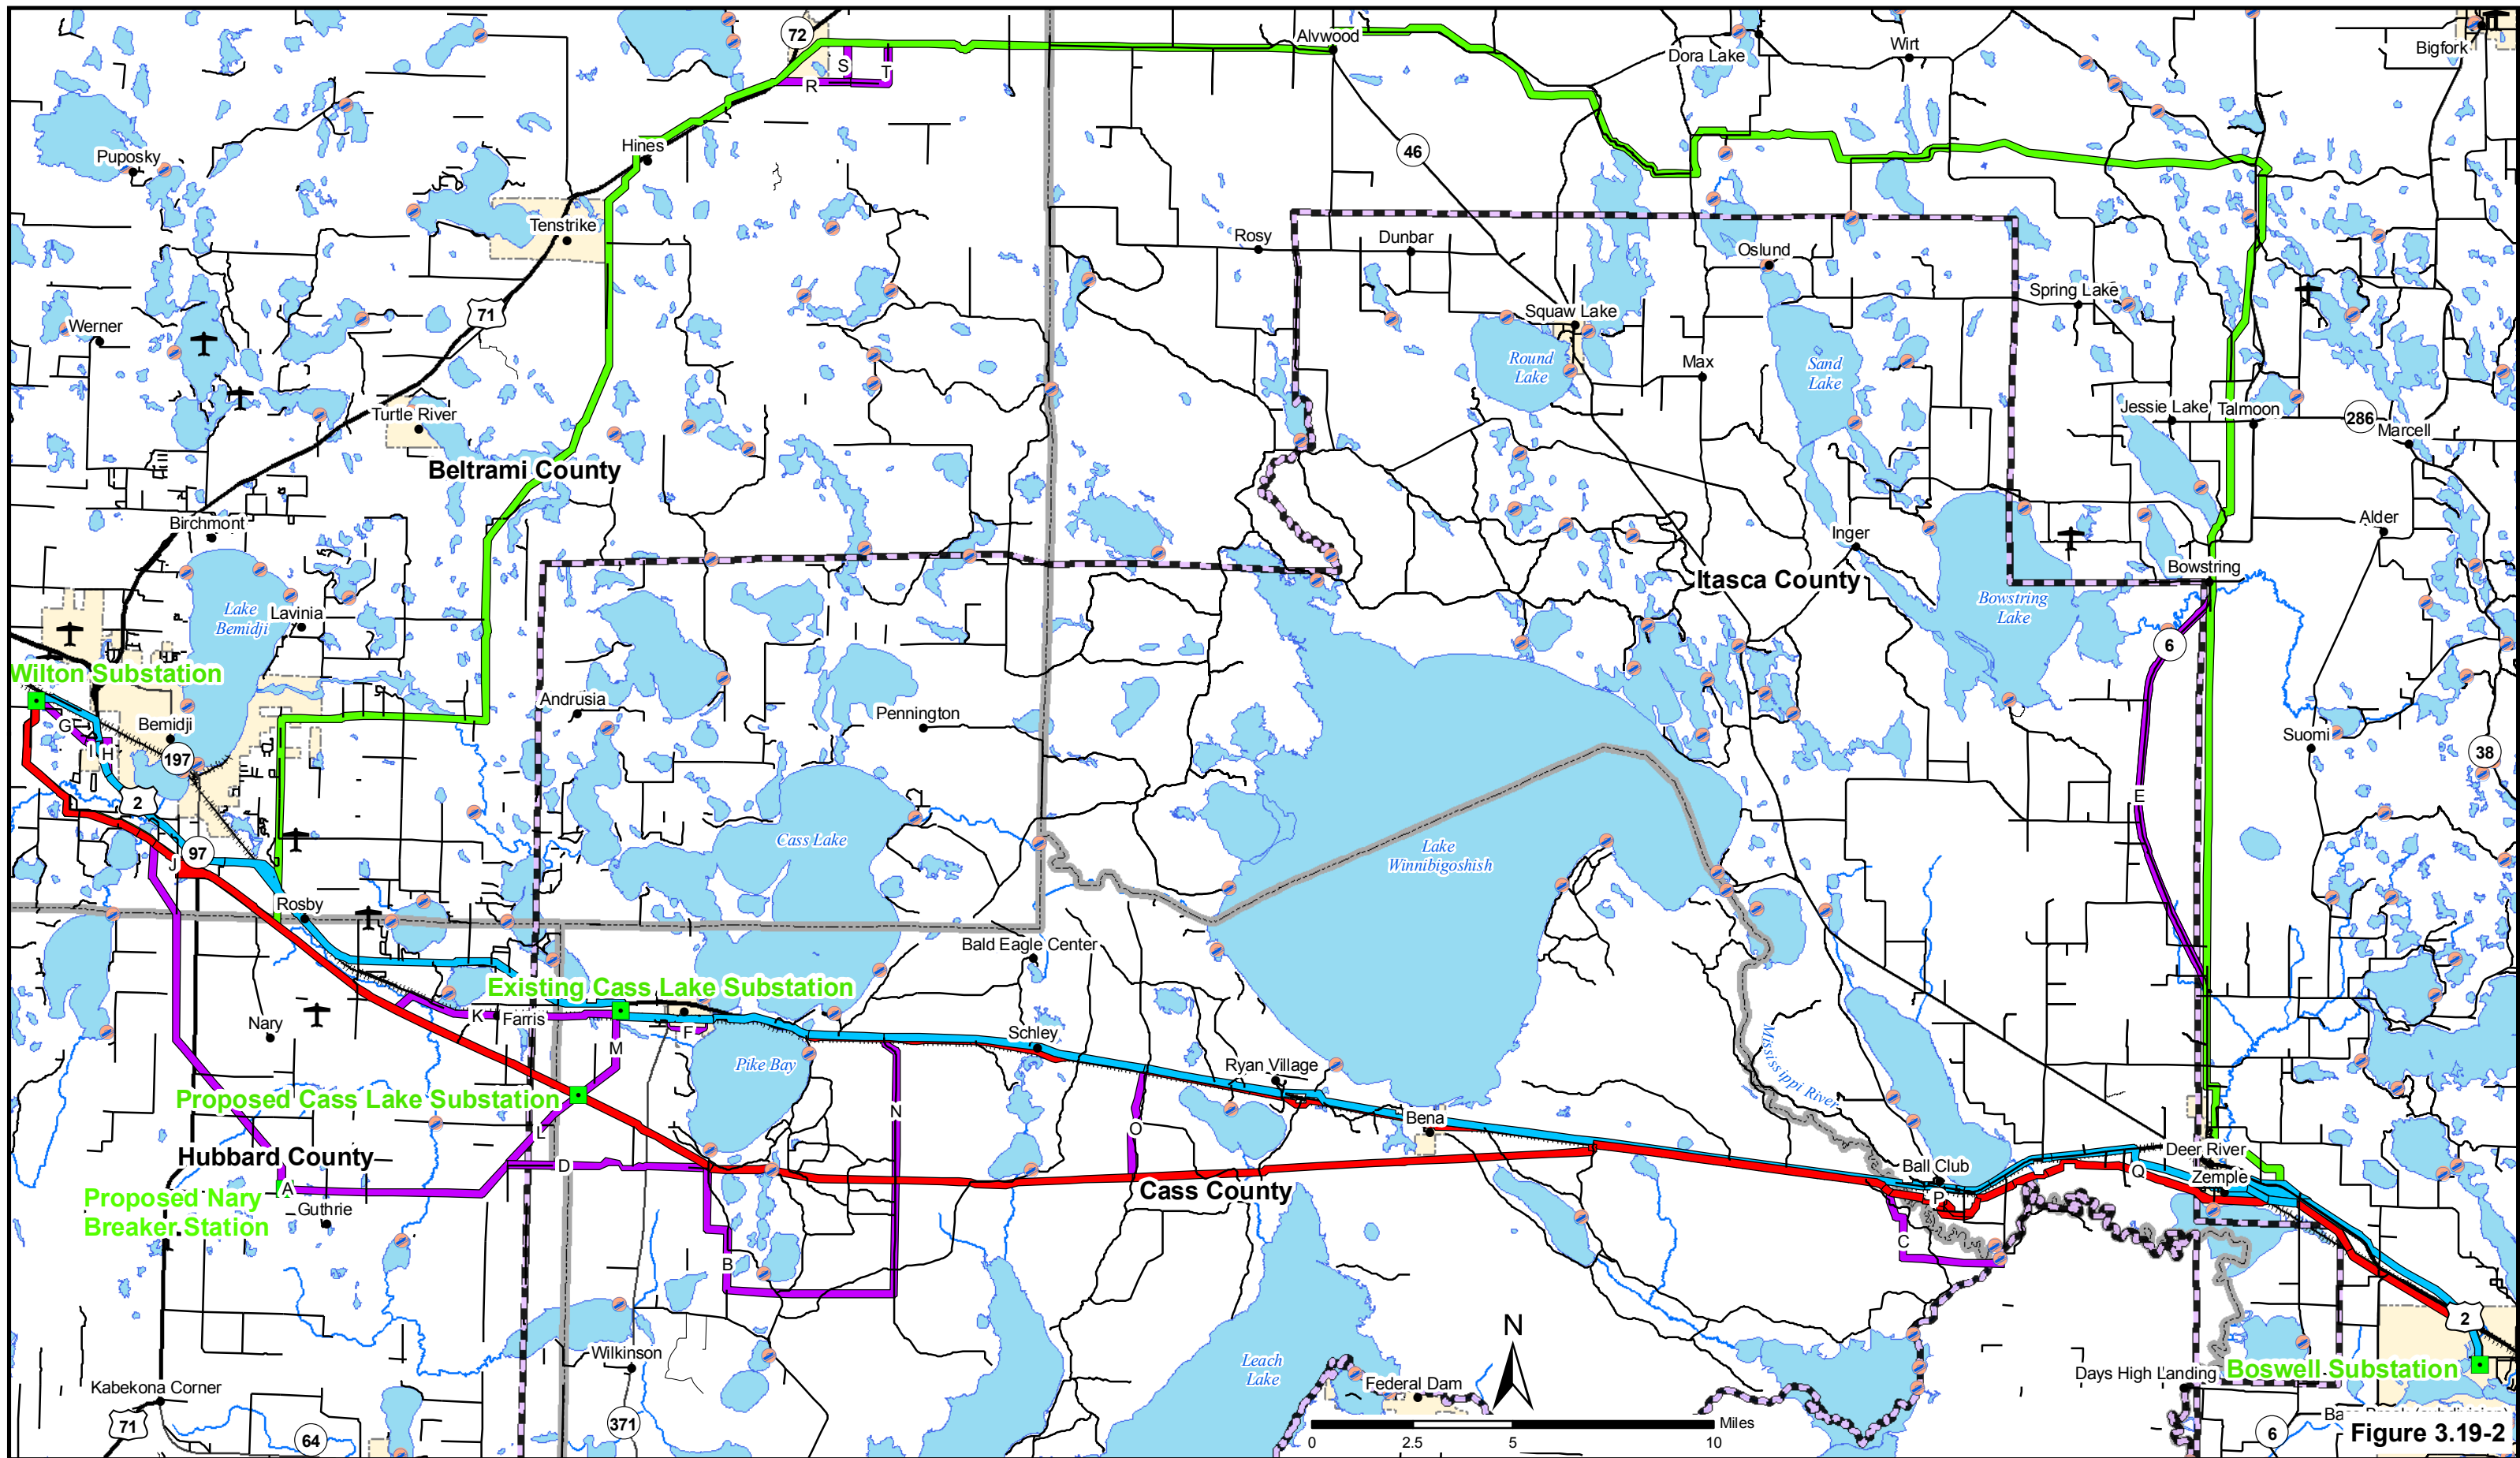 72
Alvwood
Dora Lake
Wirt
Bigfork
S
T
R
46
Hines
Puposky
Tenstrike
Rosy
Dunbar
Oslund
Spring Lake
71
Werner
Squaw Lake
Round
Lake
Sand
Lake
Max
Turtle River
Jessie Lake
Talmoon
286
Marcell
Beltrami County
Birchmont
Alder
Inger
Bowstring
Itasca County
Lake
Bemidji
Lavinia
Bowstring
Lake
6
Wilton Substation
Andrusia
Pennington
G
Bemidji
I
H
197
Suomi
38
2
E
Cass Lake
Lake
Winnibigoshish
97
J
Rosby
Bald Eagle Center
Existing Cass Lake Substation
K
Farris
F
Nary
Schley
M
Pike Bay
Ryan Village
Mississippi River
Proposed Cass Lake Substation
N
O
Bena
L
Hubbard County
D
Deer River
Ball Club
Q
Zemple
A
Cass County
P
Proposed Nary
Breaker Station
Guthrie
B
C
N
Wilkinson
Leach
Lake
Federal Dam
Days High Landing
Boswell Substation
2
Kabekona Corner
71
64
371
Miles
0
2.5
5
10
6
Figure 3.19-2